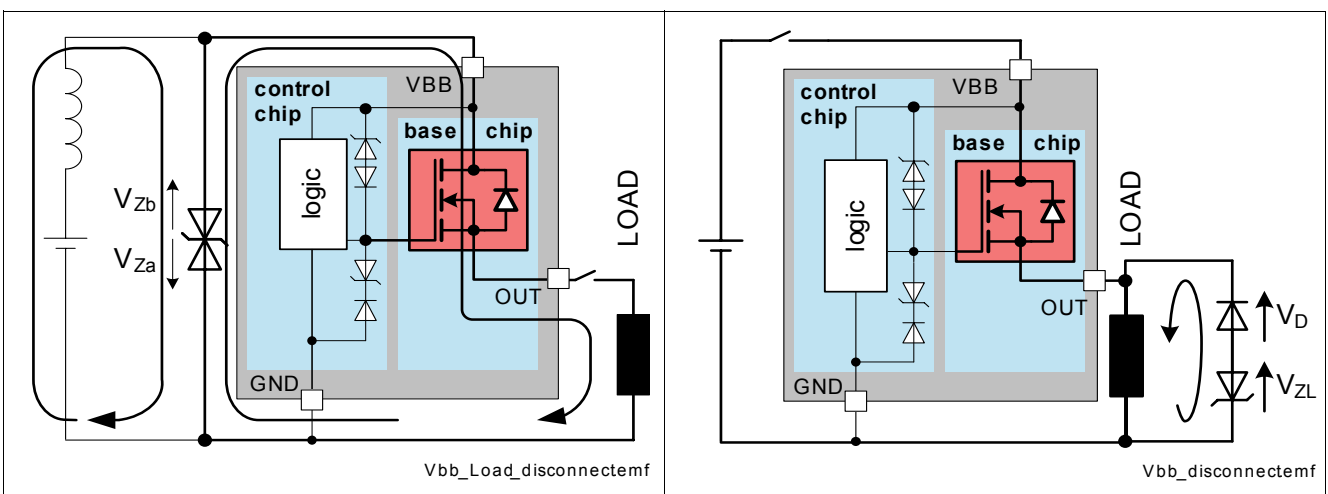 control
chip
VBB
base chip
logic
VZb
VZa
LOAD
OUT
GND
Vbb_Load_disconnectemf
control
chip
VBB
base chip
logic
LOAD
OUT
VD
VZL
GND
Vbb_disconnectemf